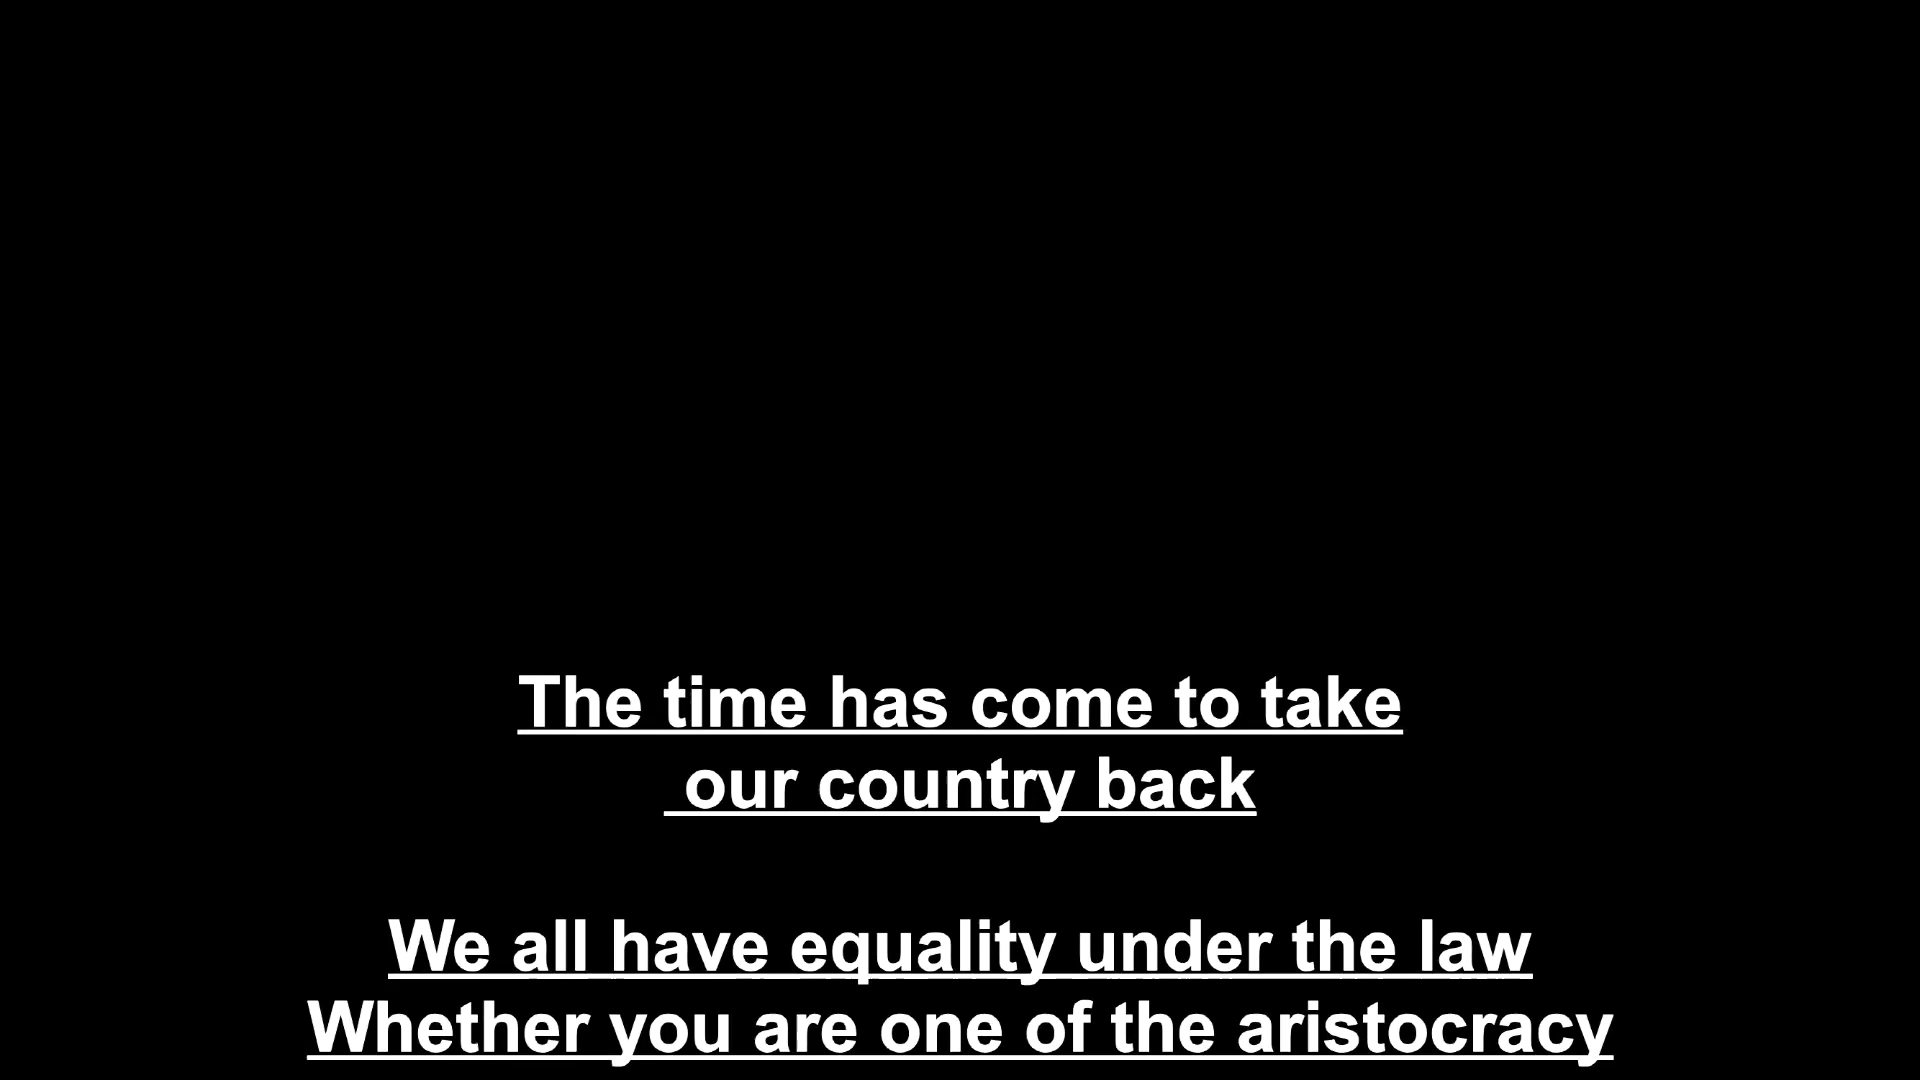 The time has come to take
our country back
We all have equality under the law
Whether you are one of the aristocracy